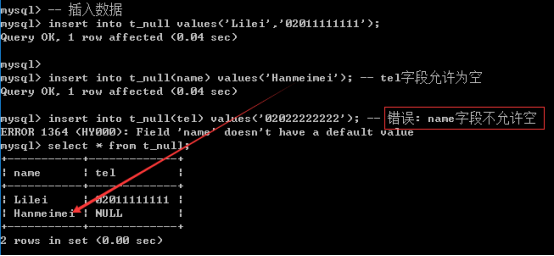 mysql> -- 插入数据
mysql> insert into t_null values('Lilei','02011111111');
Query OK, 1 row affected (0.04 sec)
mysql>
mysql> insert into t_null(name) values('Hanmeimei'); -- tel字段允许为空
Query OK, 1 row affected (0.04 sec)
mysql> insert into t_null(tel) values('02022222222'); -- 错误: name字段不允许空
ERROR 1364 (HY000): Field 'name' doesn't have a default value
mysql> select * from t_null;
+-----------+-------------+
| name      | tel         |
+-----------+-------------+
| Lilei     | 02011111111 |
| Hanmeimei | NULL        |
+-----------+-------------+
2 rows in set (0.00 sec)